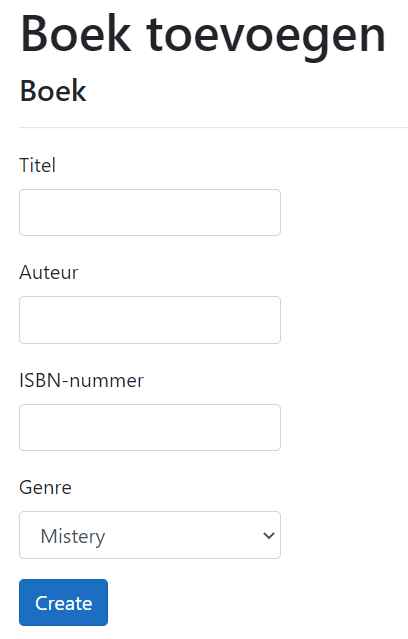 Boek toevoegen
Boek
Titel
Auteur
ISBN-nummer
Genre
Mistery
Create